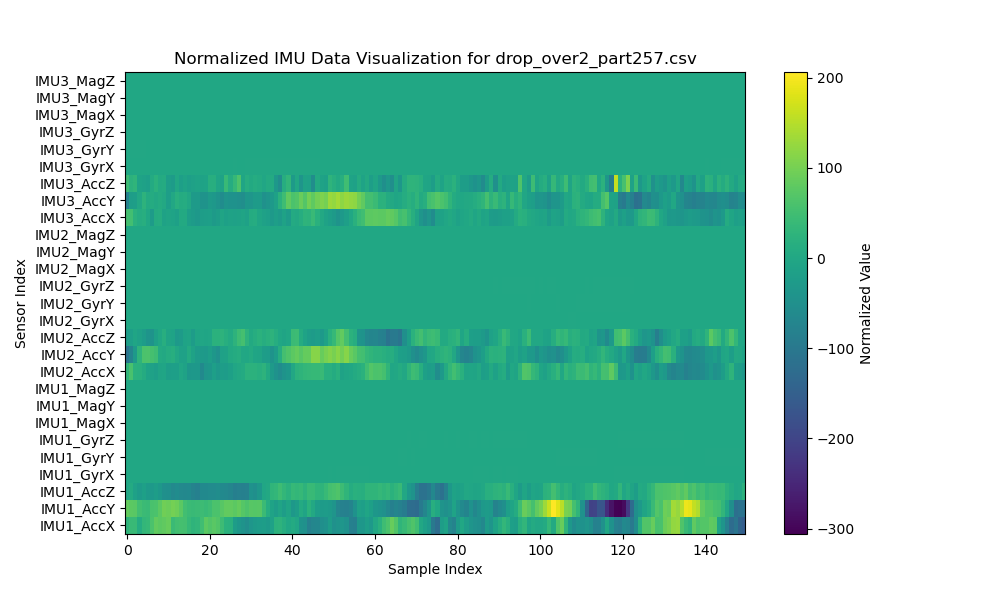 Normalized IMU Data Visualization for drop_over2_part257.csv
IMU3_MagZ
IMU3_MagY
IMU3_MagX
IMU3_GyrZ
IMU3_GyrY
IMU3_GyrX
IMU3_AccZ
IMU3_AccY
IMU3_AccX
IMU2_MagZ
IMU2_MagY
IMU2_MagX
IMU2_GyrZ
IMU2_GyrY
IMU2_GyrX
IMU2_AccZ
IMU2_AccY
IMU2_AccX
IMU1_MagZ
IMU1_MagY
IMU1_MagX
IMU1_GyrZ
IMU1_GyrY
IMU1_GyrX
IMU1_AccZ
IMU1_AccY
IMU1_AccX
Sensor Index
0 20 40 60 80 100 120 140
Sample Index
200
100
0
−100
−200
−300
Normalized Value